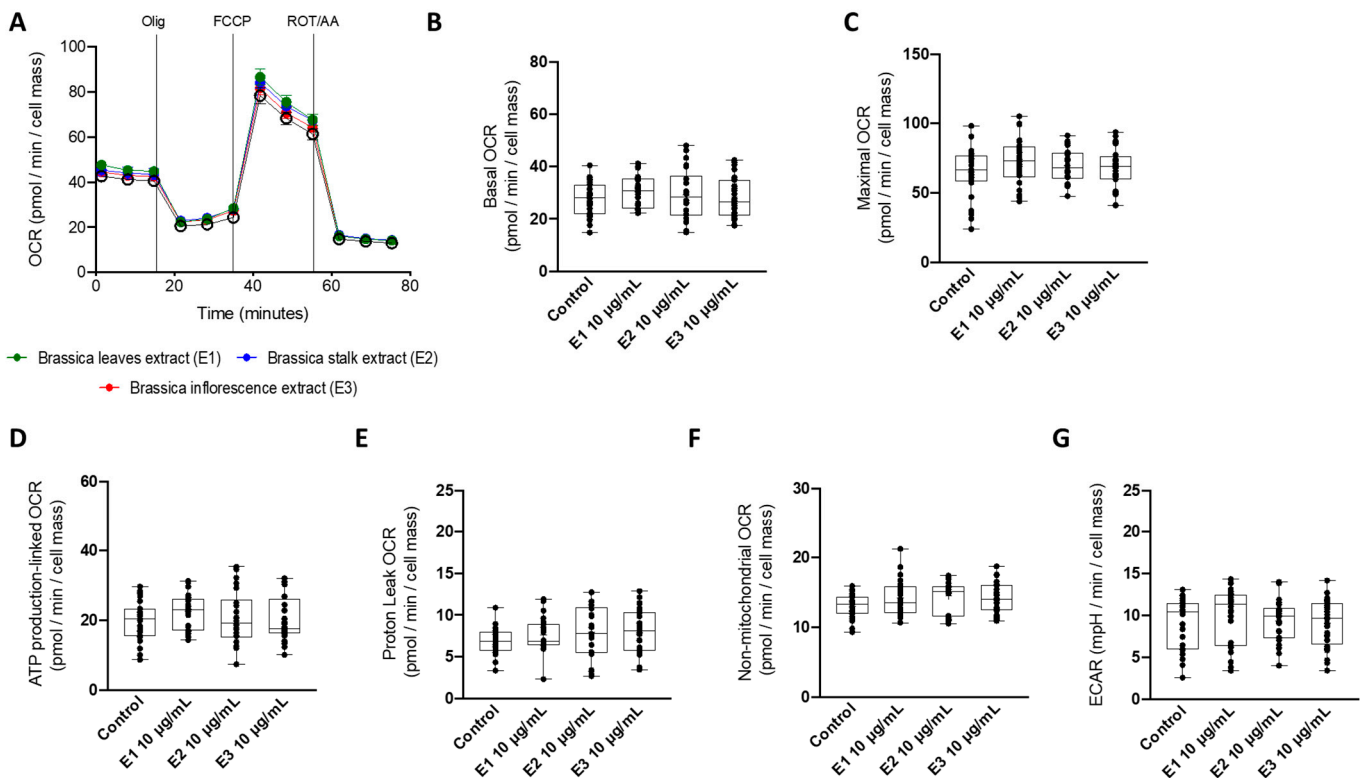 A
Olig
FCCP
ROT/AA
OCR (pmol / min / cell mass)
100
80
60
40
20
0
0
20
40
60
80
Time (minutes)
Brassica leaves extract (E1)
Brassica stalk extract (E2)
Brassica inflorescence extract (E3)
B
Basal OCR
(pmol / min / cell mass)
80
60
40
20
0
Control
E1 10 µg/mL
E2 10 µg/mL
E3 10 µg/mL
C
Maximal OCR
(pmol / min / cell mass)
150
100
50
0
Control
E1 10 µg/mL
E2 10 µg/mL
E3 10 µg/mL
D
ATP production-linked OCR
(pmol / min / cell mass)
60
40
20
0
Control
E1 10 µg/mL
E2 10 µg/mL
E3 10 µg/mL
E
Proton Leak OCR
(pmol / min / cell mass)
25
20
15
10
5
0
Control
E1 10 µg/mL
E2 10 µg/mL
E3 10 µg/mL
F
Non-mitochondrial OCR
(pmol / min / cell mass)
30
20
10
0
Control
E1 10 µg/mL
E2 10 µg/mL
E3 10 µg/mL
G
ECAR (mpH / min / cell mass)
25
20
15
10
5
0
Control
E1 10 µg/mL
E2 10 µg/mL
E3 10 µg/mL